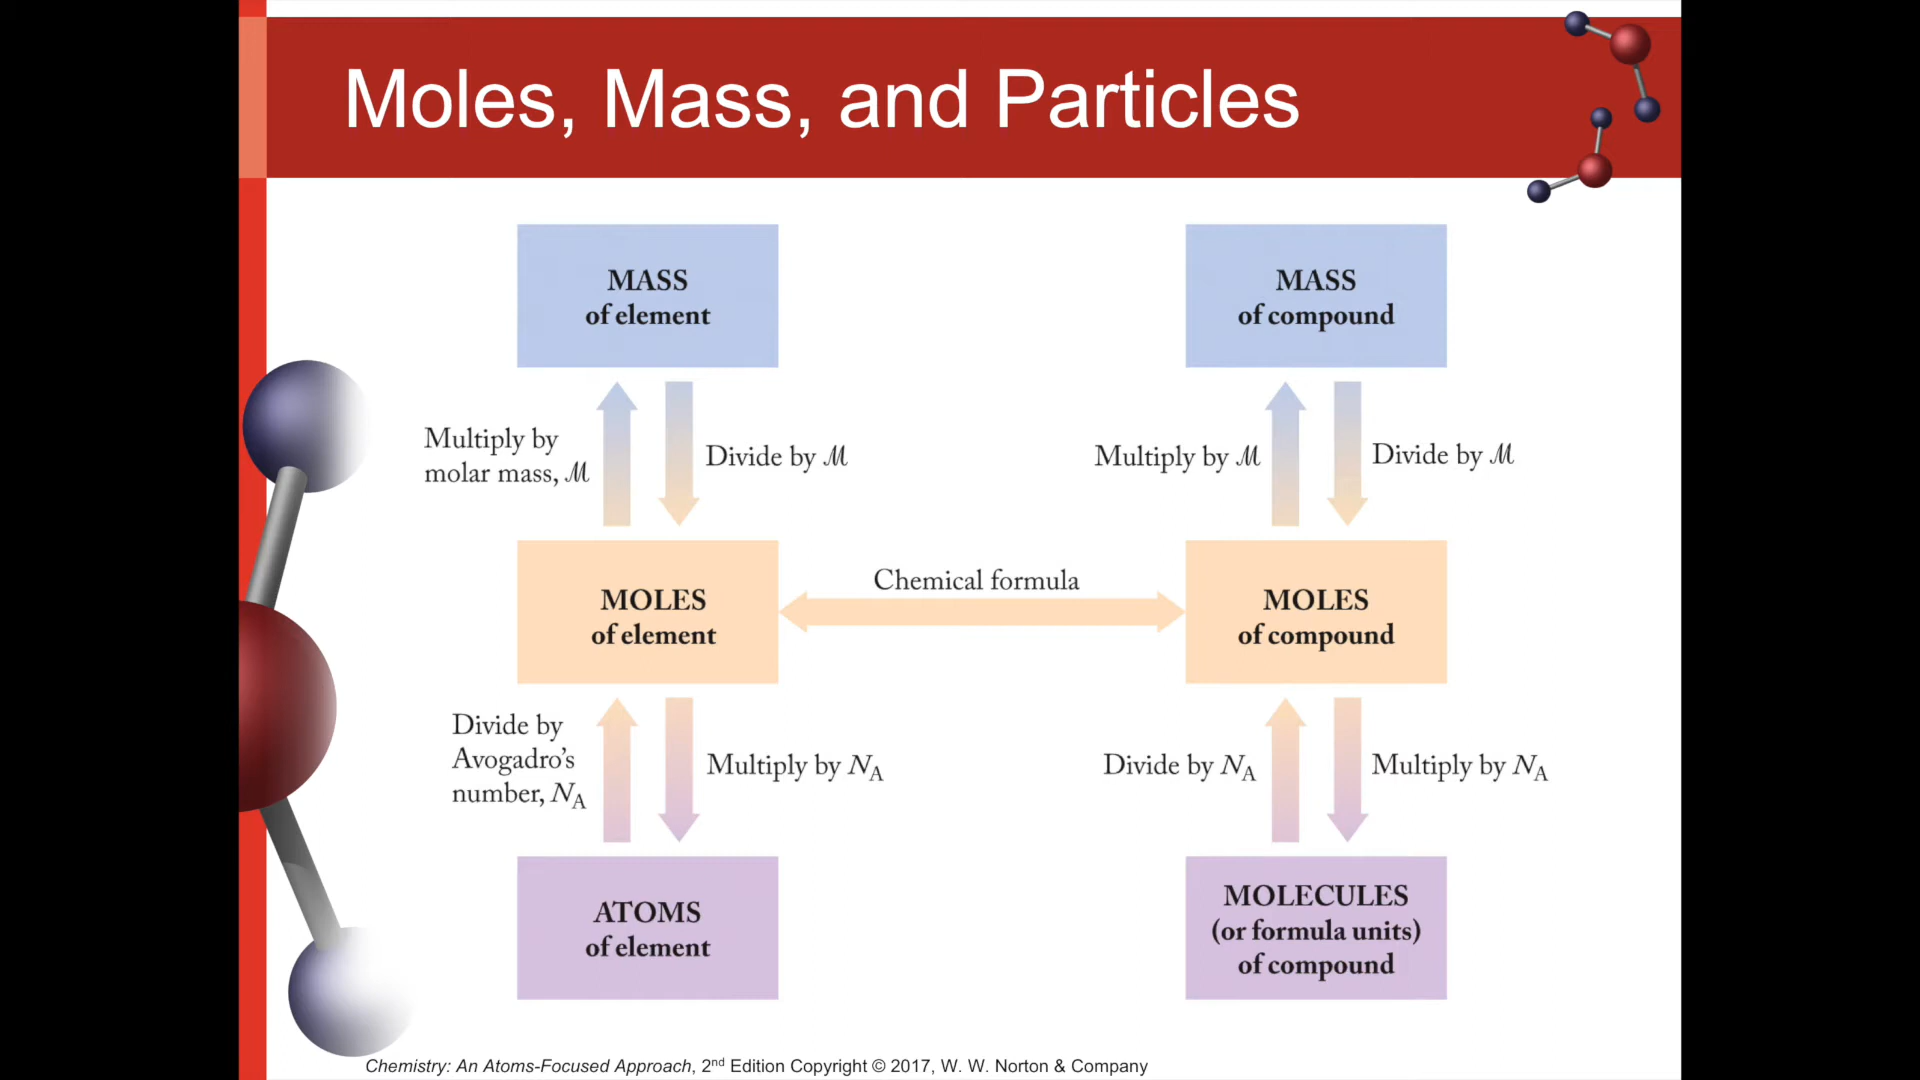 Moles, Mass, and Particles
MASS
of element
MASS
of compound
Multiply by
molar mass, ℳ
Divide by ℳ
Multiply by ℳ
Divide by ℳ
MOLES
of element
Chemical formula
MOLES
of compound
Divide by
Avogadro’s
number, N_A
Multiply by N_A
Divide by N_A
Multiply by N_A
ATOMS
of element
MOLECULES
(or formula units)
of compound
Chemistry: An Atoms-Focused Approach, 2nd Edition Copyright © 2017, W. W. Norton & Company